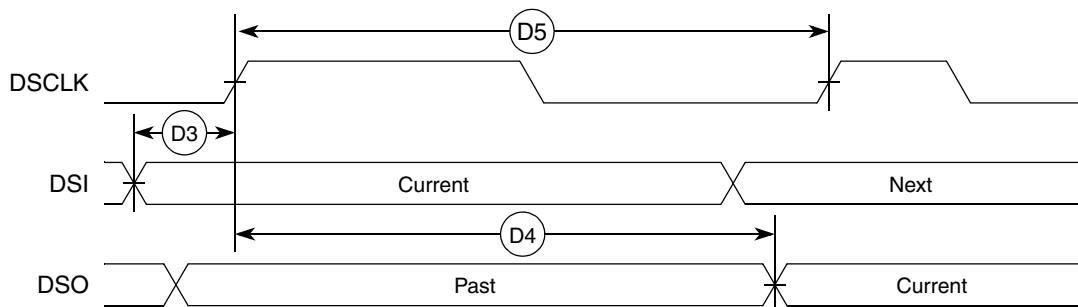 D5
DSCLK
D3
DSI
Current
Next
D4
DSO
Past
Current